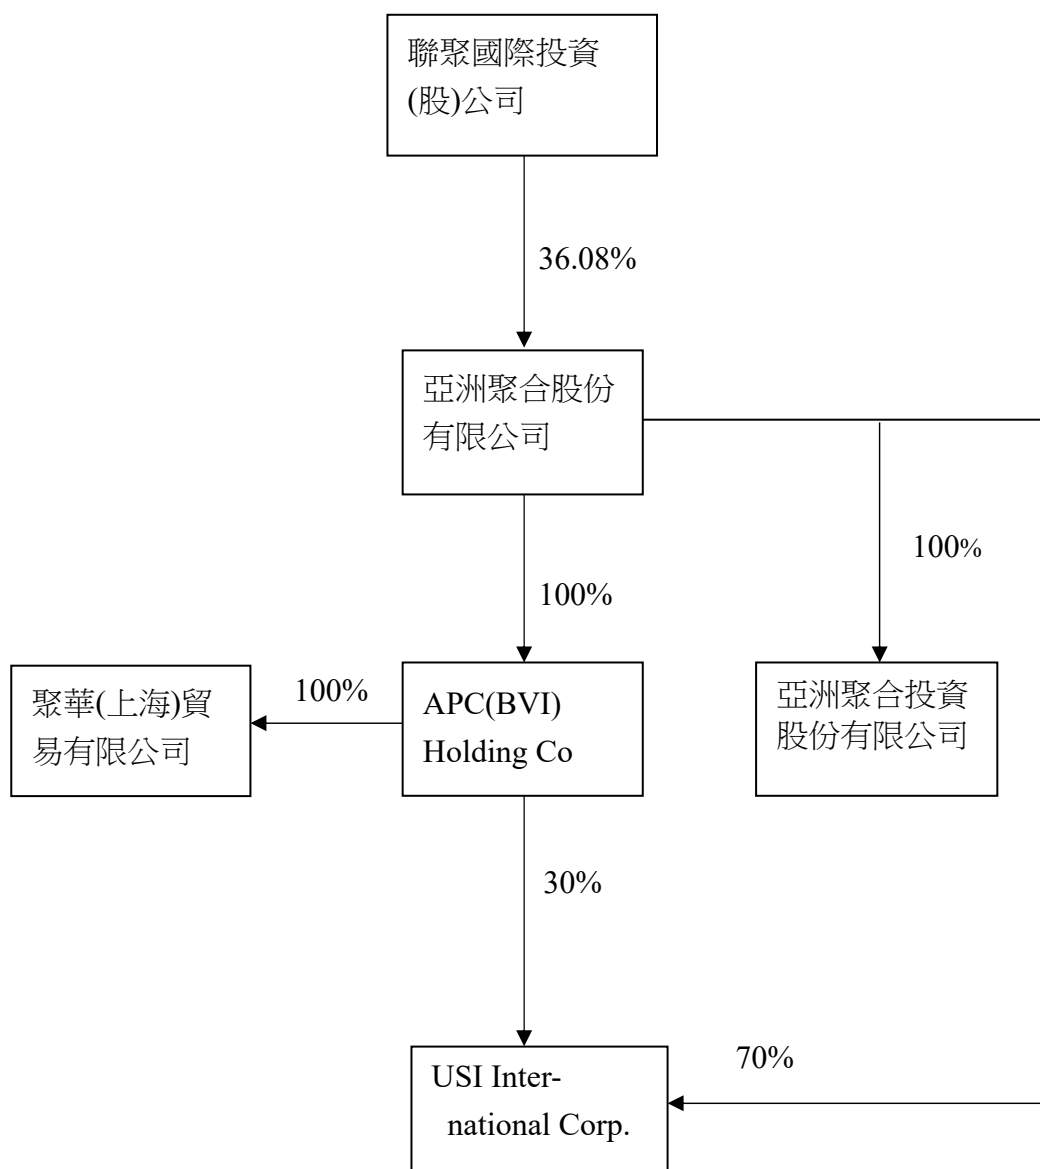 聯聚國際投資
(股)公司
36.08%
亞洲聚合股份
有限公司
100%
100%
聚華(上海)貿
易有限公司
100%
APC(BVI)
Holding Co
亞洲聚合投資
股份有限公司
30%
70%
USI Inter-
national Corp.